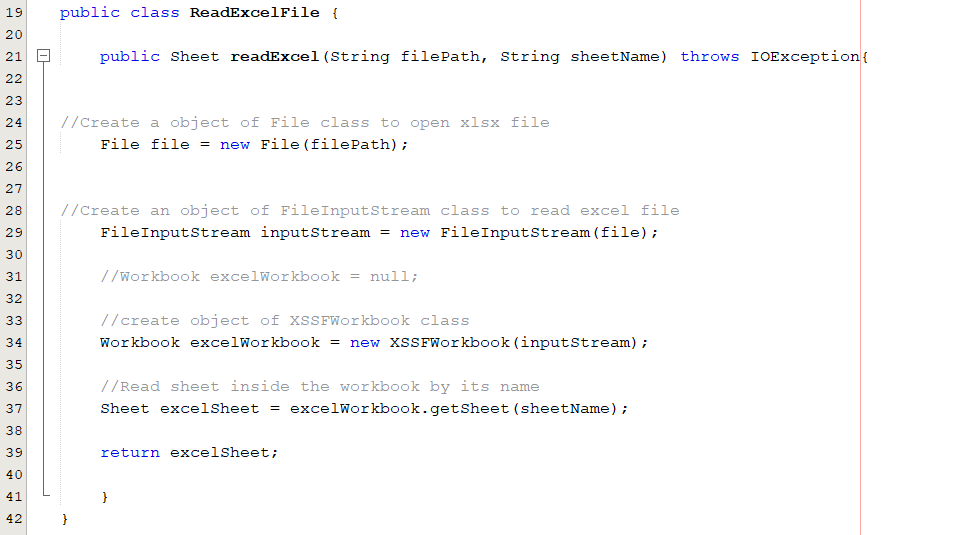 19 public class ReadExcelFile {
20
21 public Sheet readExcel(String filePath, String sheetName) throws IOException{
22
23
24 //Create a object of File class to open xlsx file
25 File file = new File(filePath);
26
27
28 //Create an object of FileInputStream class to read excel file
29 FileInputStream inputStream = new FileInputStream(file);
30
31 //Workbook excelWorkbook = null;
32
33 //create object of XSSFWorkbook class
34 Workbook excelWorkbook = new XSSFWorkbook(inputStream);
35
36 //Read sheet inside the workbook by its name
37 Sheet excelSheet = excelWorkbook.getSheet(sheetName);
38
39 return excelSheet;
40
41 }
42 }